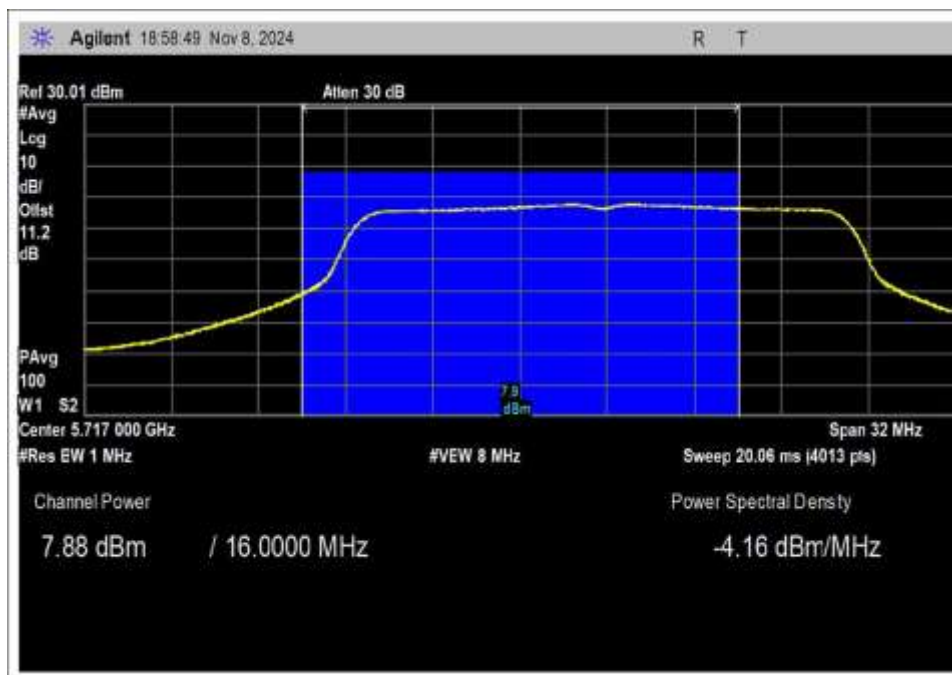 Agilent 18:58:49 Nov 8, 2024 R T
Ref 30.01 dBm Atten 30 dB
#Avg
Log
10
dB/
Offst
11.2
dB
PAvg
100
W1 S2
7.9
dBm
Center 5.717 000 GHz Span 32 MHz
#Res BW 1 MHz #VBW 8 MHz Sweep 20.06 ms (4013 pts)
Channel Power Power Spectral Density
7.88 dBm / 16.0000 MHz -4.16 dBm/MHz